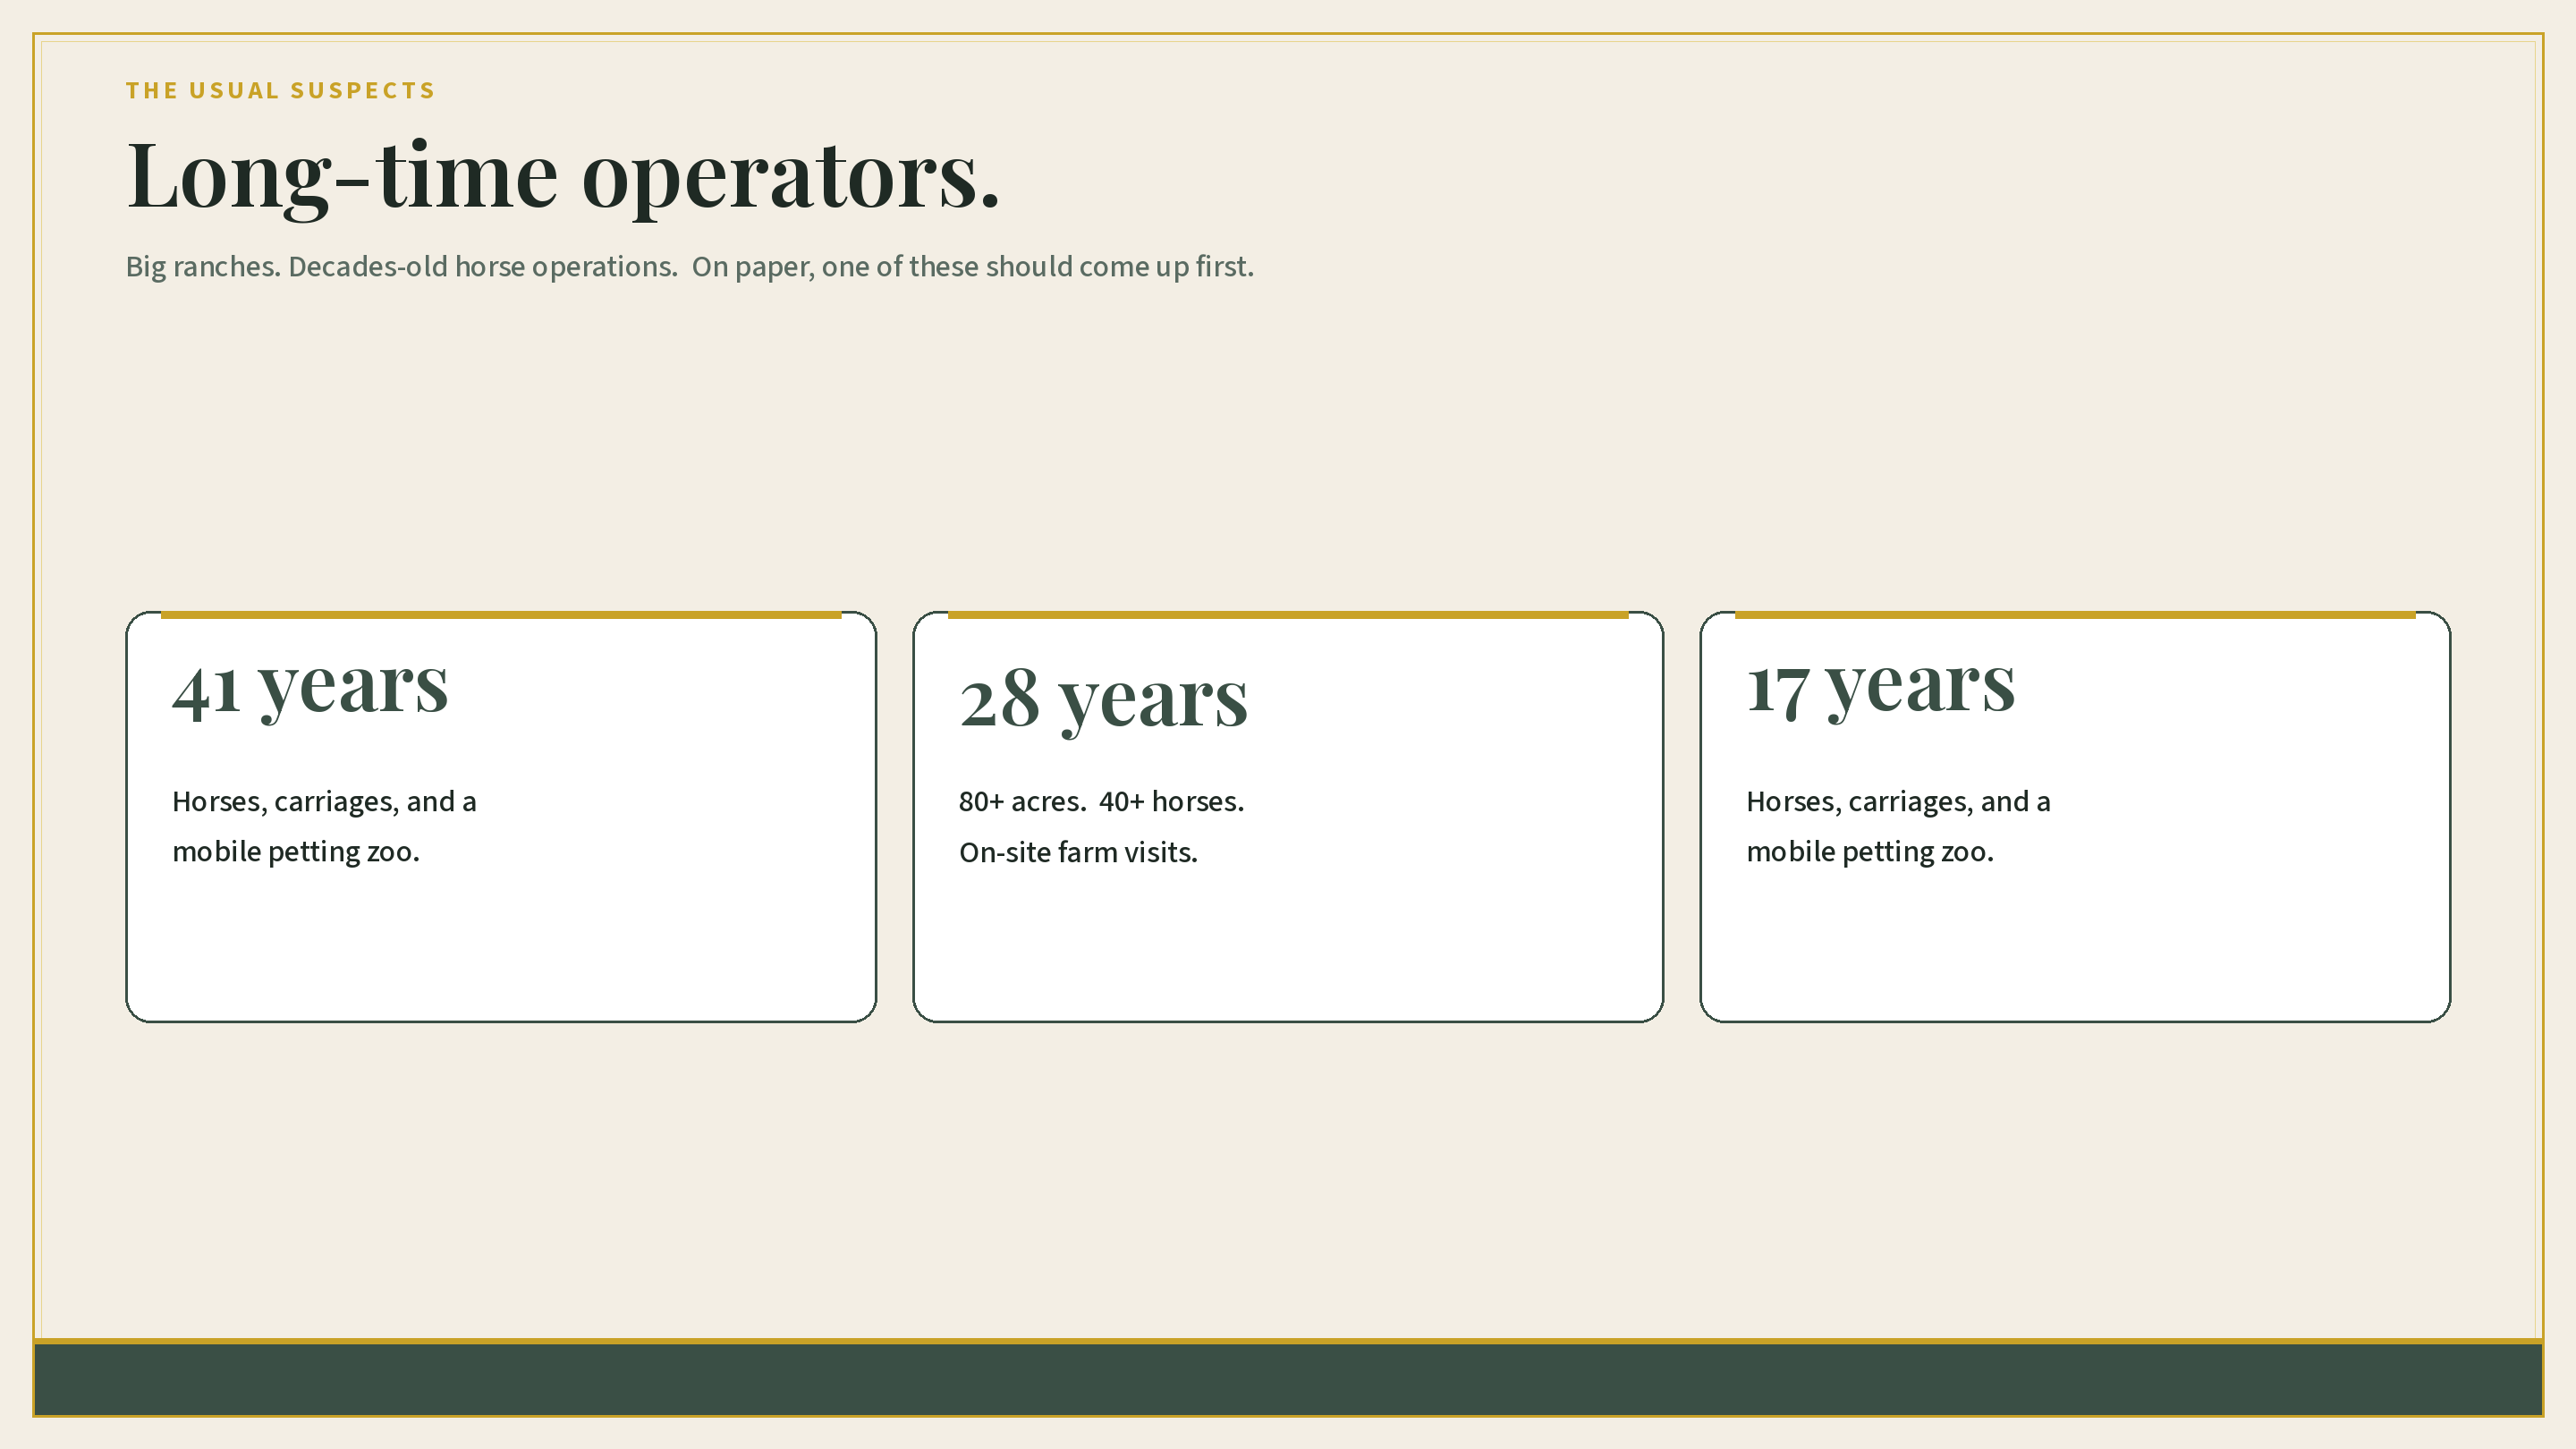 THE USUAL SUSPECTS
Long-time operators.
Big ranches. Decades-old horse operations.  On paper, one of these should come up first.
41 years
Horses, carriages, and a
mobile petting zoo.
28 years
80+ acres.  40+ horses.
On-site farm visits.
17 years
Horses, carriages, and a
mobile petting zoo.